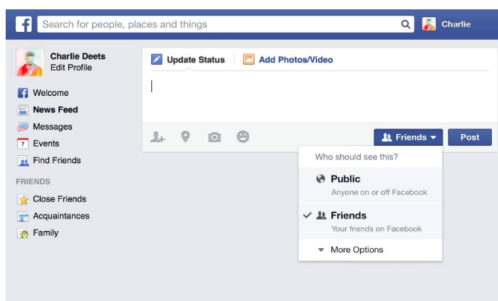 f Search for people, places and things Charlie
Charlie Deets
Edit Profile
Welcome
News Feed
Messages
7 Events
Find Friends
FRIENDS
Close Friends
Acquaintances
Family
Update Status Add Photos/Video
Friends Post
Who should see this?
Public
Anyone on or off Facebook
Friends
Your friends on Facebook
More Options